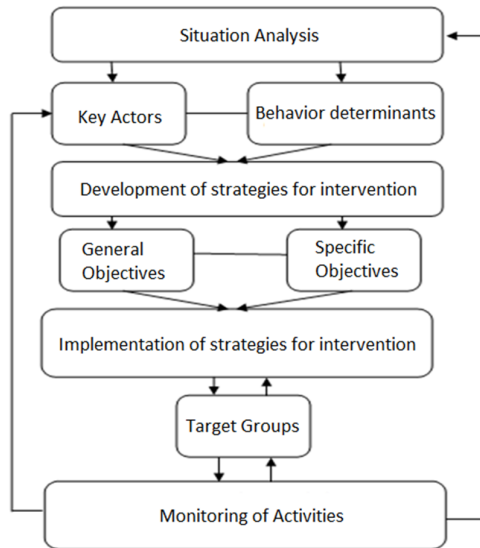 Situation Analysis
Key Actors
Behavior determinants
Development of strategies for intervention
General
Objectives
Specific
Objectives
Implementation of strategies for intervention
Target Groups
Monitoring of Activities